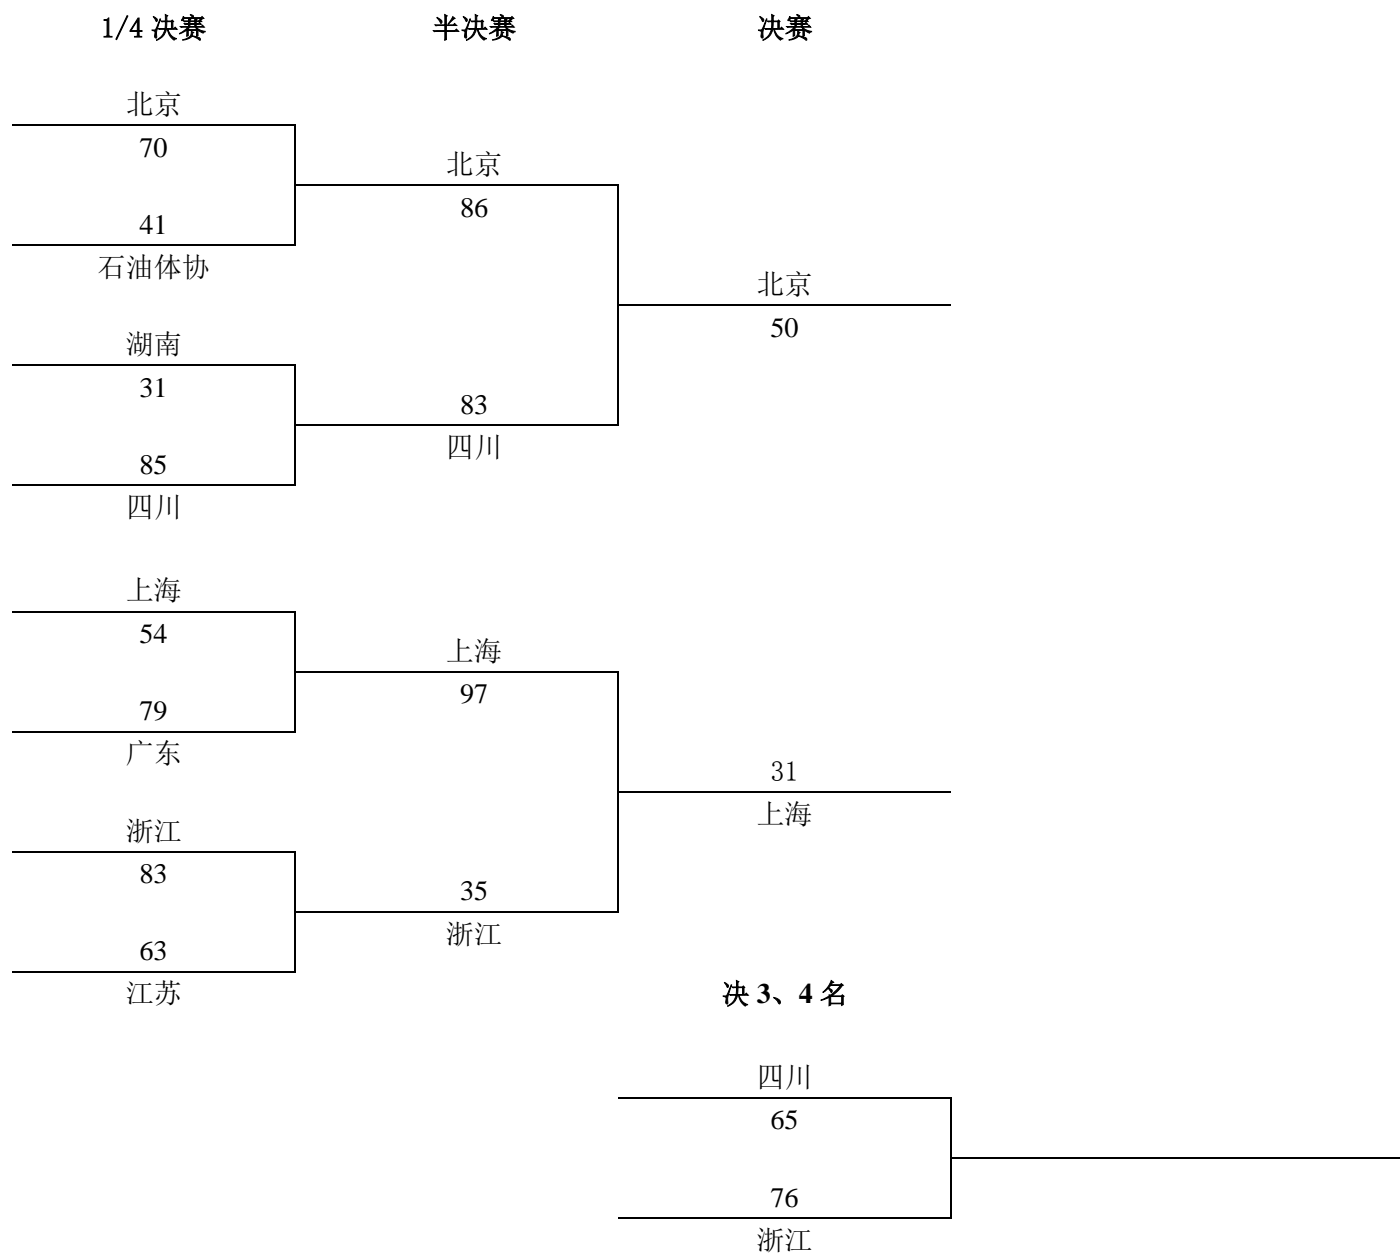 1/4 决赛
半决赛
决赛
北京
70
北京
86
41
石油体协
北京
50
湖南
31
83
四川
85
四川
上海
54
上海
97
79
广东
31
上海
浙江
83
35
浙江
63
江苏
决 3、4 名
四川
65
76
浙江